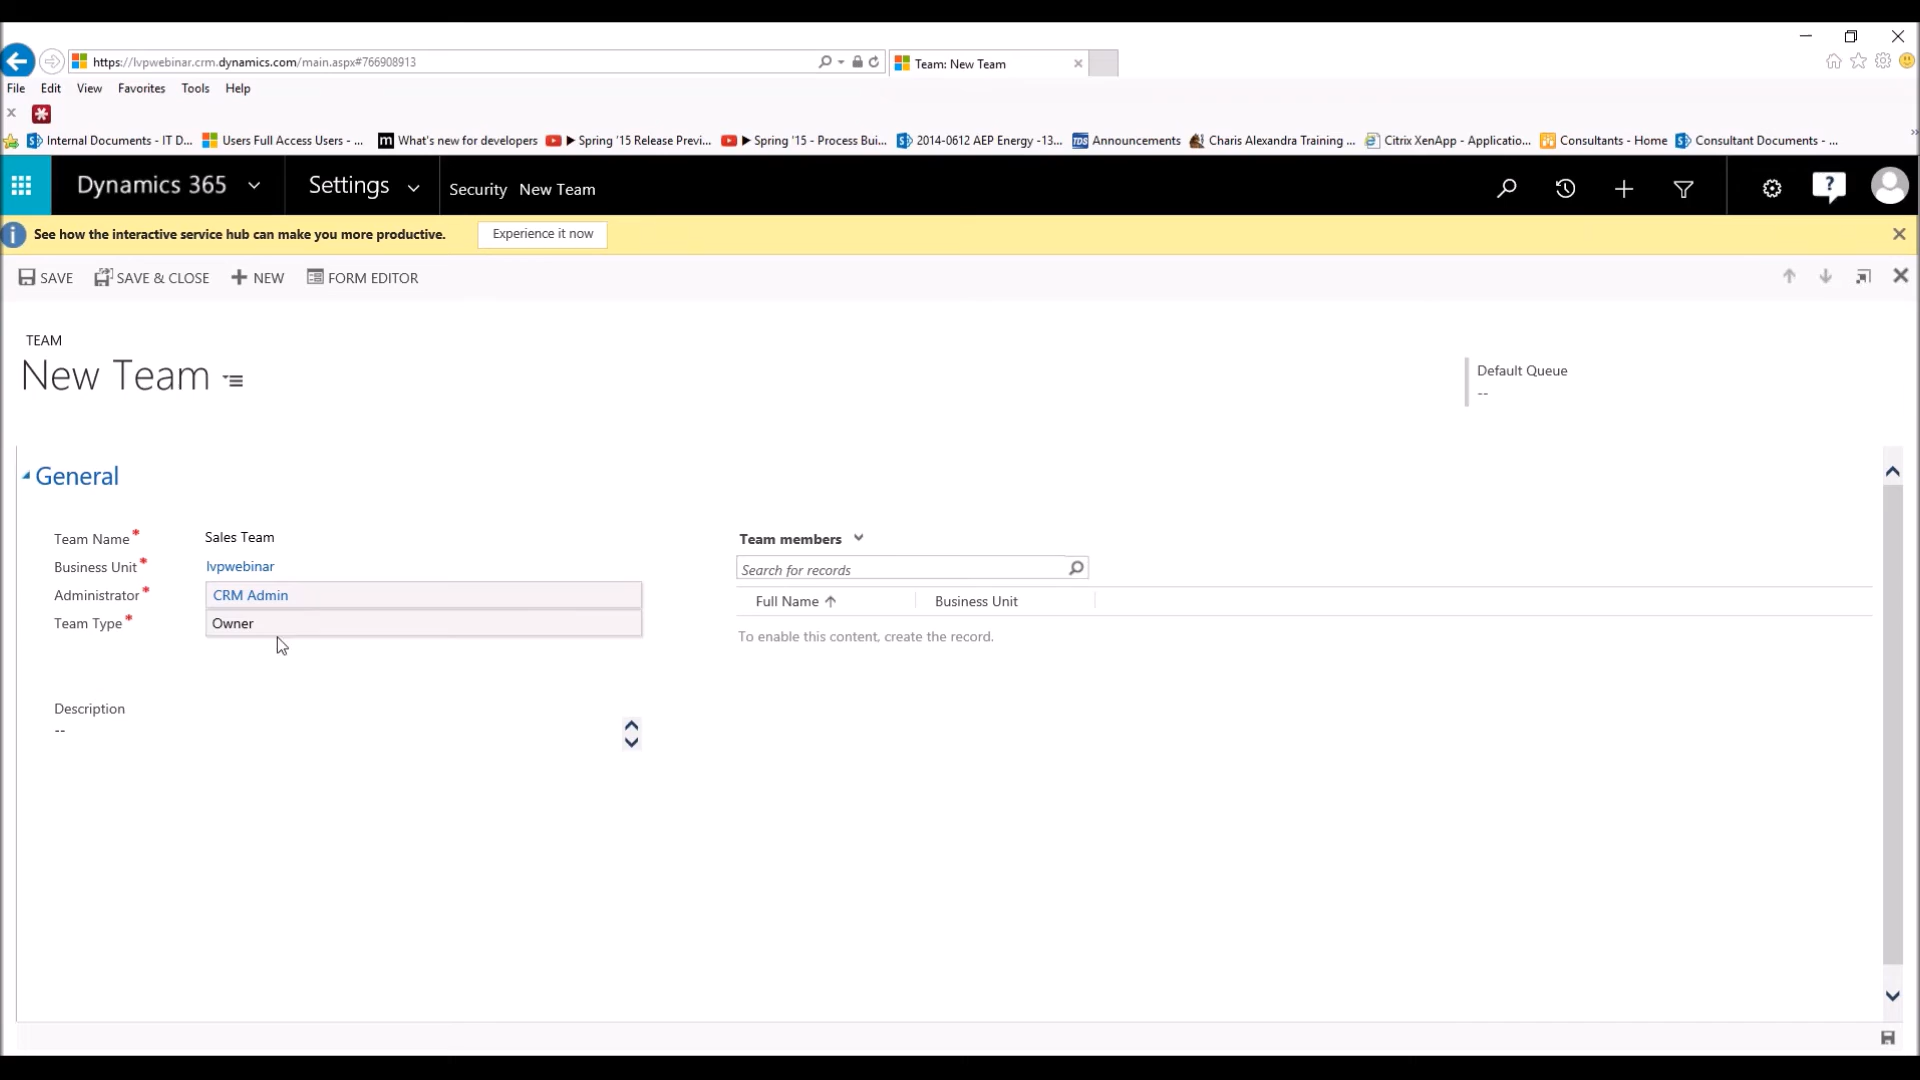 https://lvpwebinar.crm.dynamics.com/main.aspx#766908913
Team: New Team
File Edit View Favorites Tools Help
Internal Documents - IT D... Users Full Access Users - ... What's new for developers ▶ Spring '15 Release Previ... ▶ Spring '15 - Process Bui... 2014-0612 AEP Energy -13... TDS Announcements Charis Alexandra Training ... Citrix XenApp - Applicatio... Consultants - Home Consultant Documents - ...
Dynamics 365 Settings Security New Team
See how the interactive service hub can make you more productive. Experience it now
SAVE SAVE & CLOSE NEW FORM EDITOR
TEAM
New Team
Default Queue
--
General
Team Name* Sales Team
Business Unit* lvpwebinar
Administrator* CRM Admin
Team Type* Owner
Description
--
Team members
Search for records
Full Name Business Unit
To enable this content, create the record.